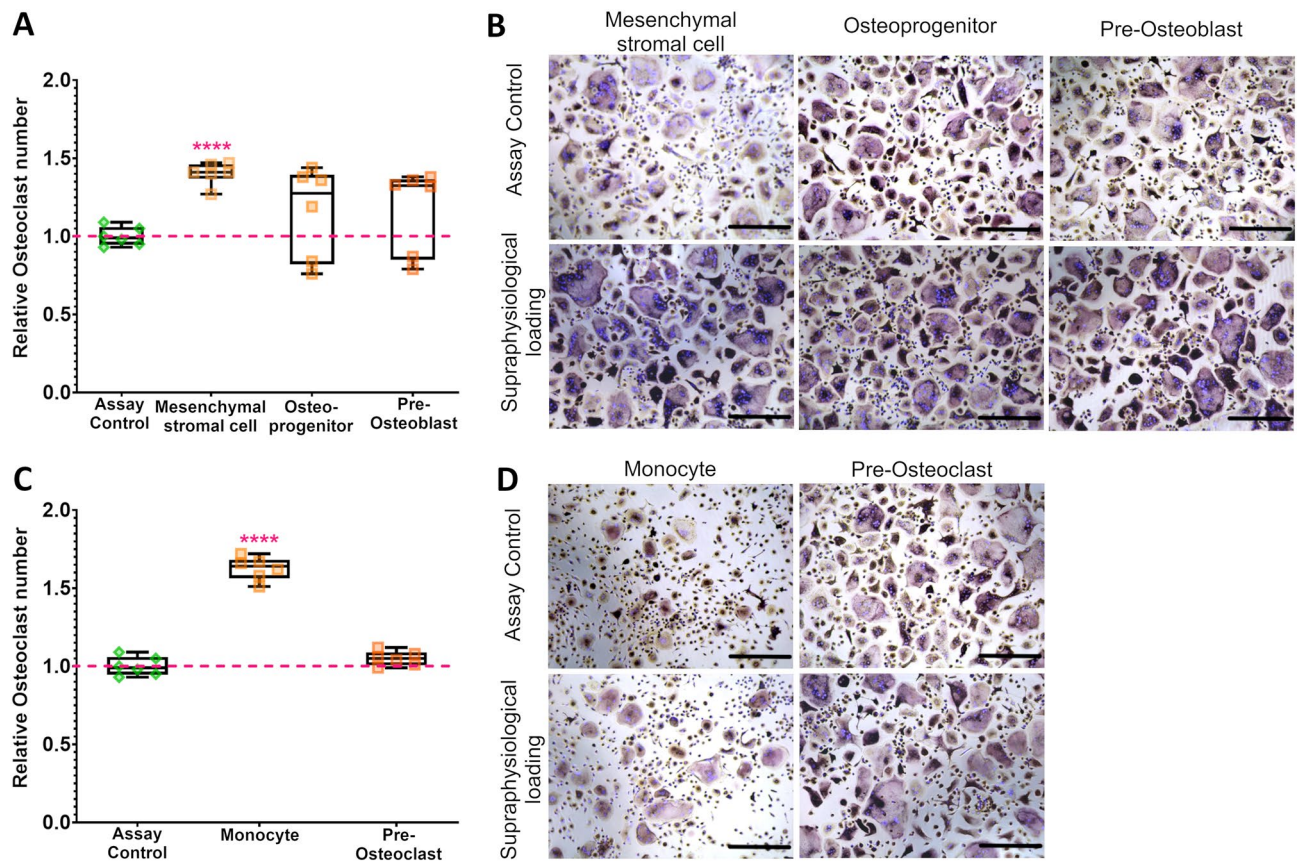 A
Relative Osteoclast number
2.0
1.5
1.0
0.5
0.0
****
Assay
Control
Mesenchymal
stromal cell
Osteo-
progenitor
Pre-
Osteoblast
B
Mesenchymal
stromal cell
Osteoprogenitor
Pre-Osteoblast
Assay Control
Supraphysiological
loading
C
Relative Osteoclast number
2.0
1.5
1.0
0.5
0.0
****
Assay
Control
Monocyte
Pre-
Osteoclast
D
Monocyte
Pre-Osteoclast
Assay Control
Supraphysiological
loading